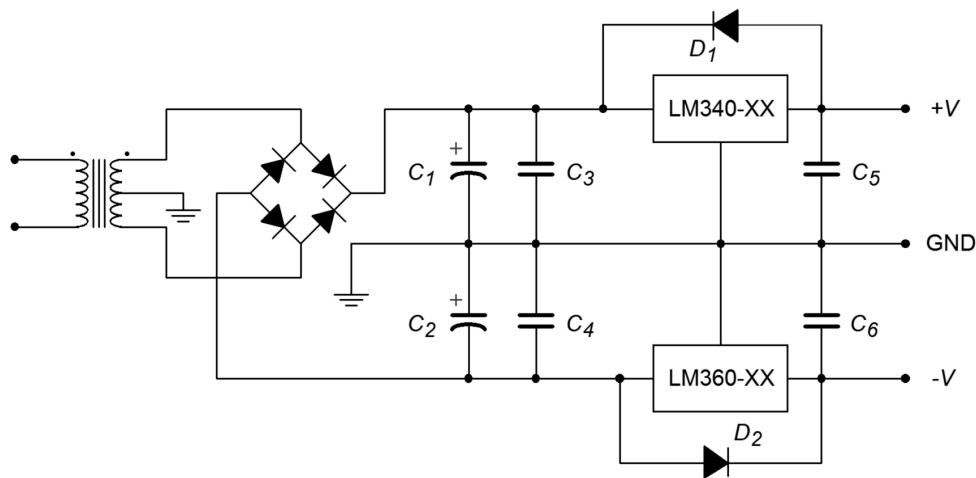 D1
LM340-XX
+V
+
C1
C3
C5
GND
+
C2
C4
C6
LM360-XX
-V
D2